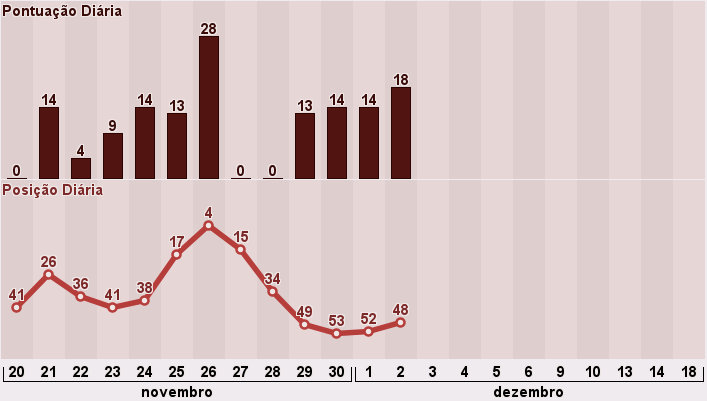 Pontuação Diária
0 14 4 9 14 13 28 0 0 13 14 14 18
Posição Diária
41 26 36 41 38 17 4 15 34 49 53 52 48
20 21 22 23 24 25 26 27 28 29 30 1 2 3 4 5 6 9 10 13 14 18
novembro dezembro